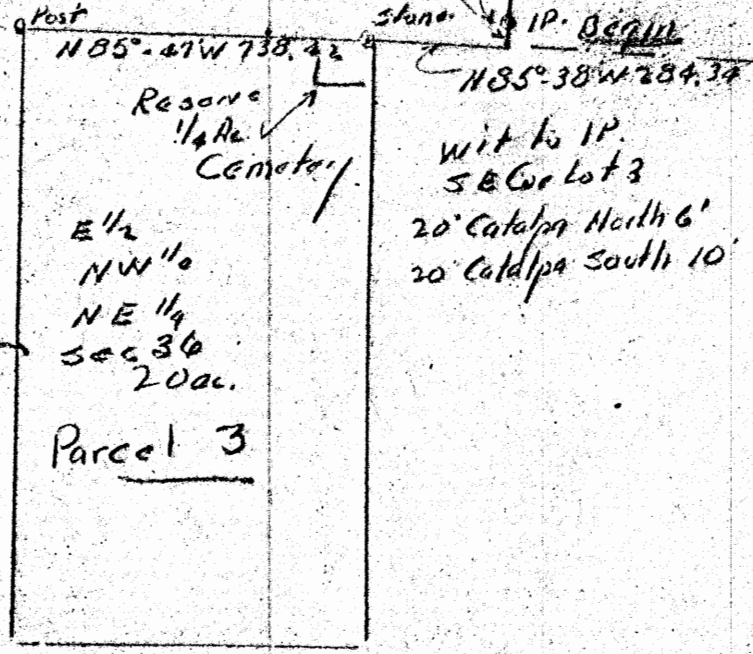 Post
Stone
IP. Begin
N85°-47W 738.42
N85°-38W 284.34
Reserve
1/4 Ac
Cemetery
Wit to IP.
SE Cor Lot 3
20" Catalpa North 6'
20" Catalpa South 10'
E 1/2
NW 1/4
NE 1/4
Sec 36
20ac.
Parcel 3